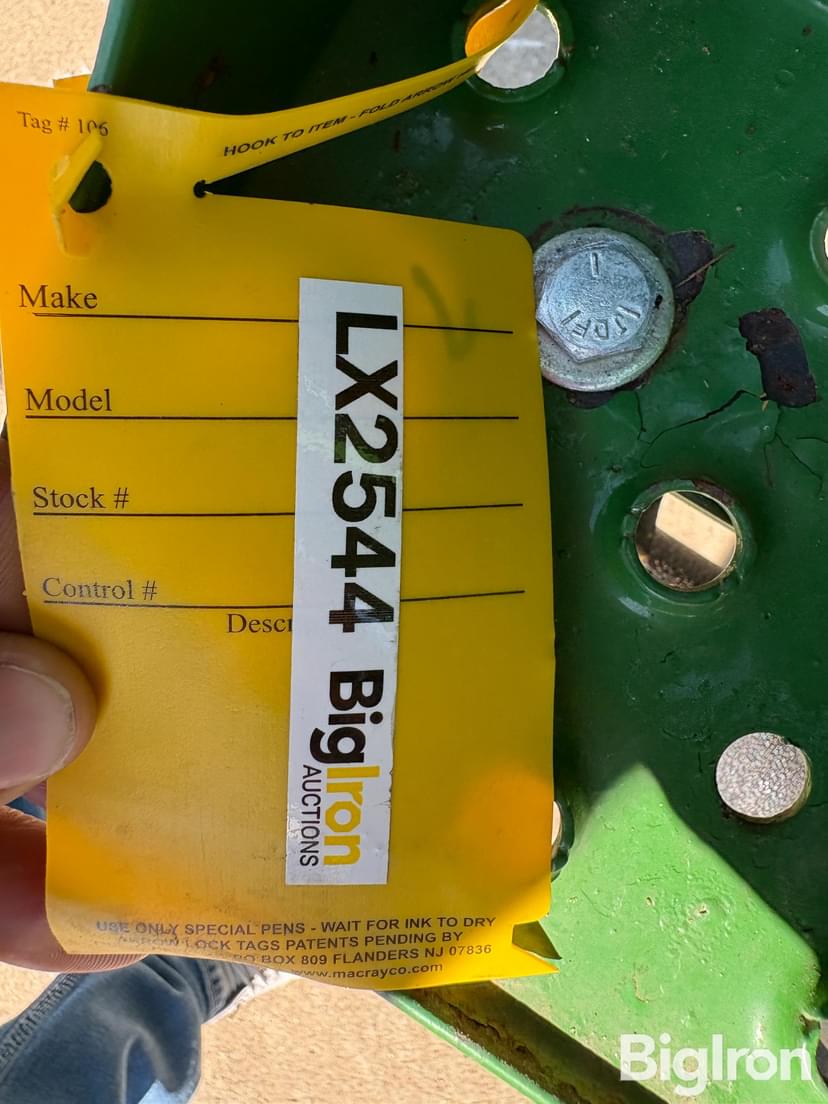 Tag # 106
HOOK TO ITEM - FOLD ARROW
Make
Model
Stock #
Control #
Descr
LX2544 BigIron
AUCTIONS
USE ONLY SPECIAL PENS - WAIT FOR INK TO DRY
ARROW LOCK TAGS PATENTS PENDING BY
PO BOX 809 FLANDERS NJ 07836
www.macrayco.com
JDF
BigIron